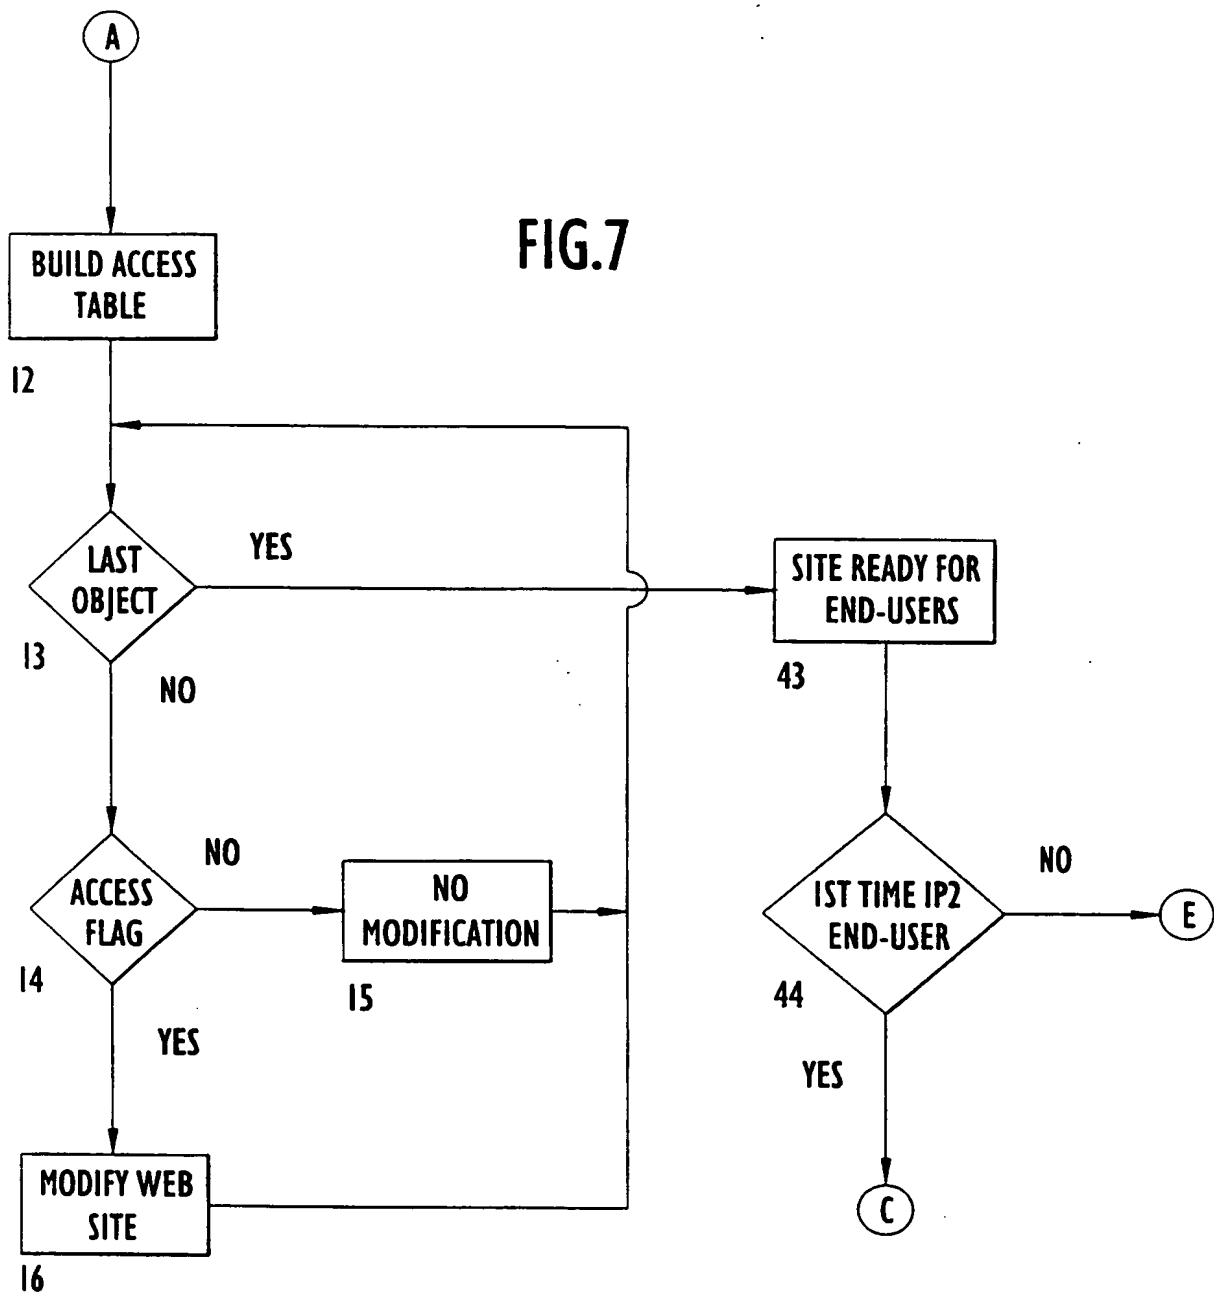 A
FIG.7
BUILD ACCESS
TABLE
12
LAST
OBJECT
YES
13
NO
SITE READY FOR
END-USERS
43
ACCESS
FLAG
NO
14
YES
NO
MODIFICATION
15
1ST TIME IP2
END-USER
NO
E
44
YES
C
MODIFY WEB
SITE
16